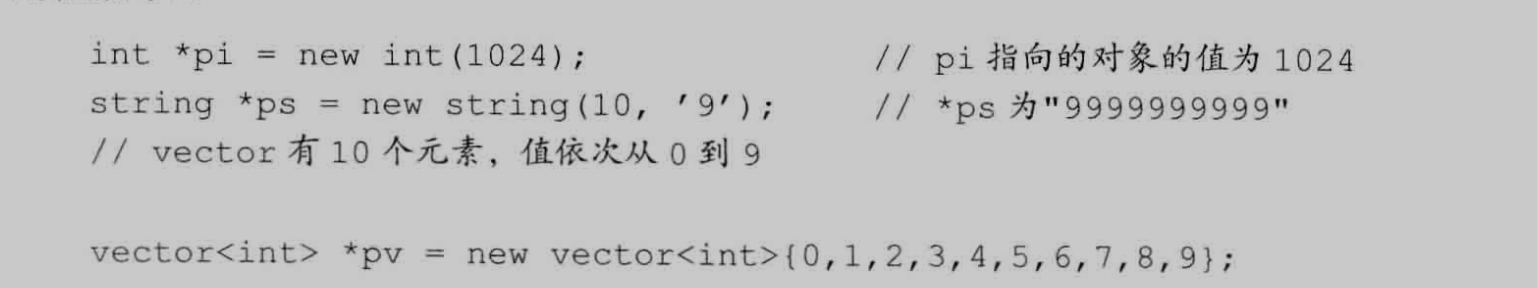 int *pi = new int(1024); // pi 指向的对象的值为 1024
string *ps = new string(10, '9'); // *ps 为"9999999999"
// vector 有 10 个元素，值依次从 0 到 9
vector<int> *pv = new vector<int>{0,1,2,3,4,5,6,7,8,9};